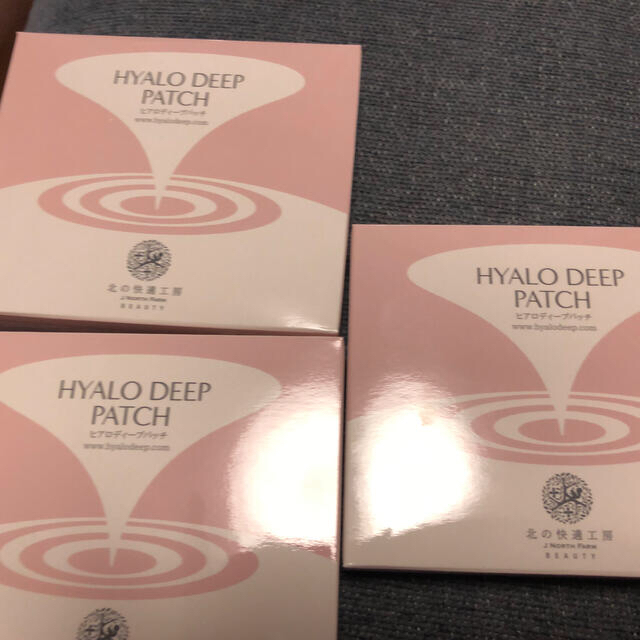 HYALO DEEP
PATCH
ヒアロディープパッチ
www.hyalodeep.com
北の快適工房
J NORTH FARM
BEAUTY
HYALO DEEP
PATCH
ヒアロディープパッチ
www.hyalodeep.com
北の快適工房
J NORTH FARM
BEAUTY
HYALO DEEP
PATCH
ヒアロディープパッチ
www.hyalodeep.com